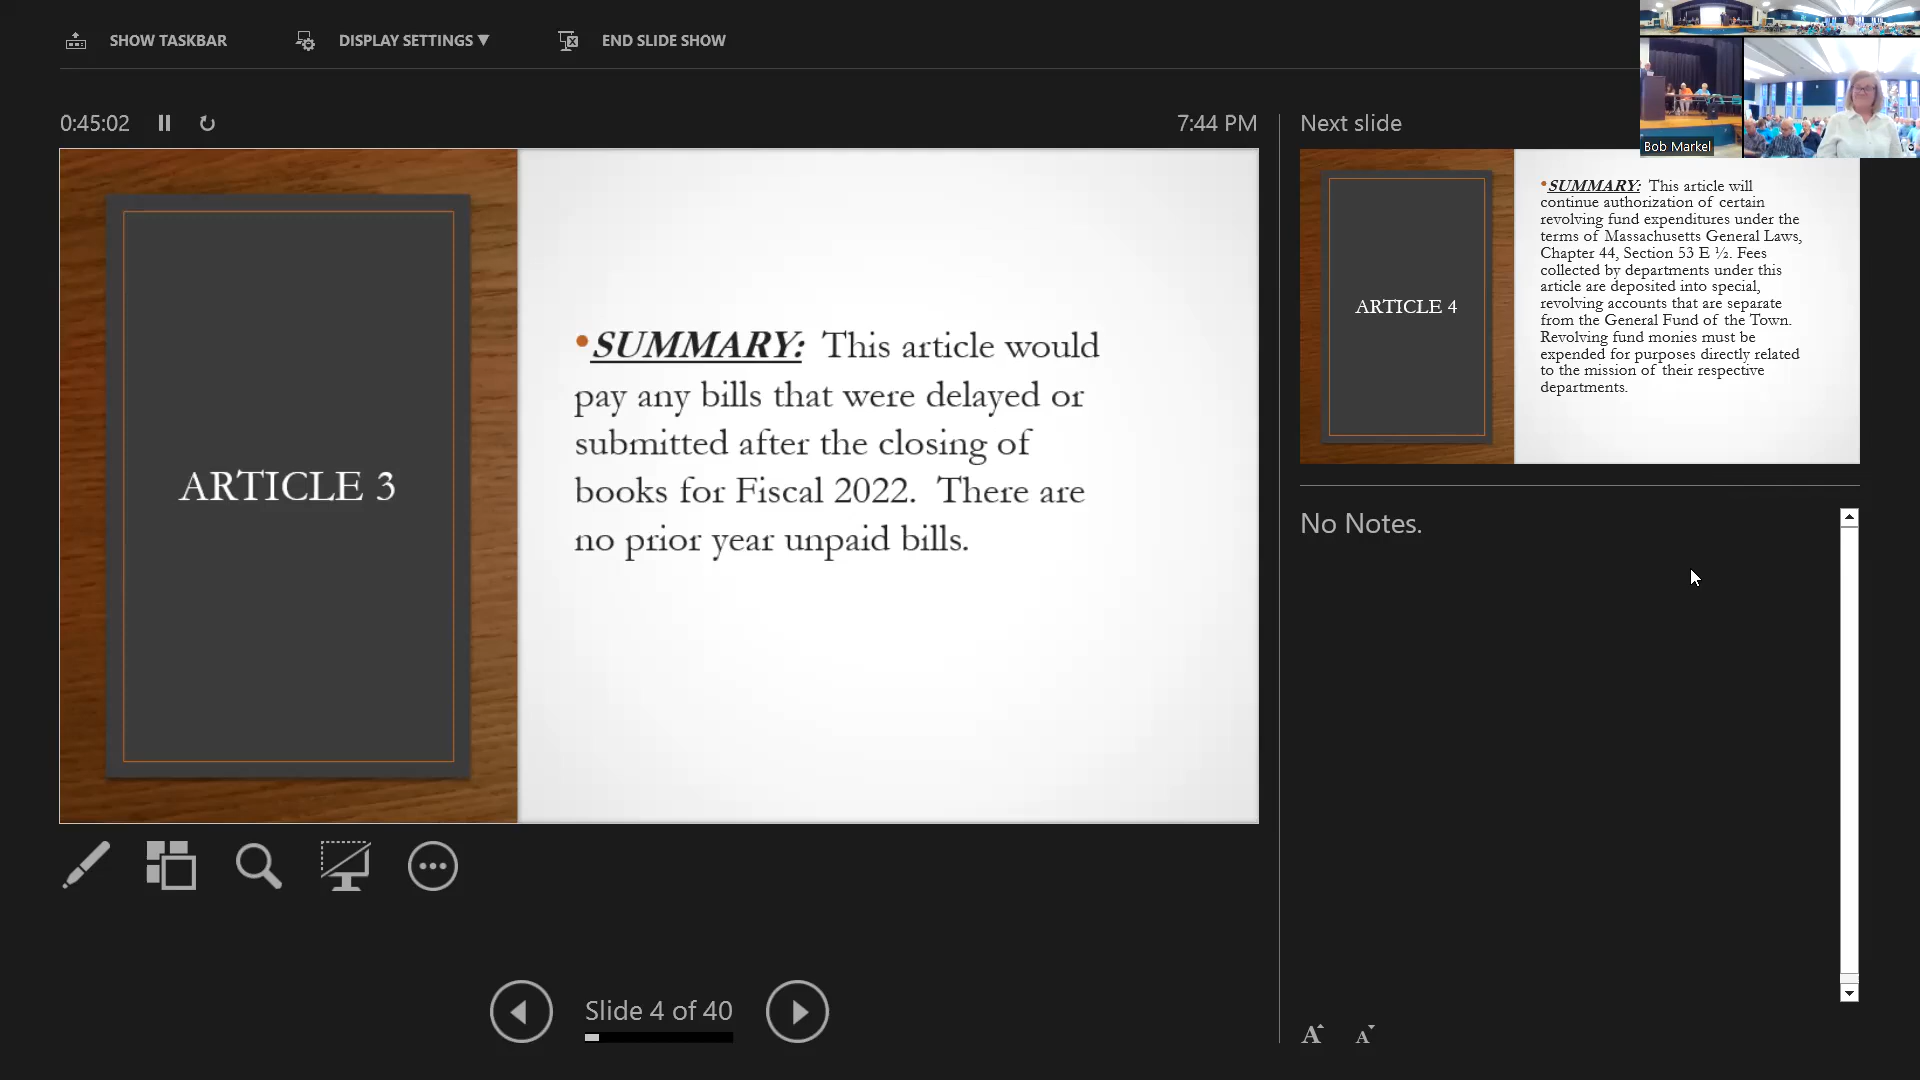 SHOW TASKBAR
DISPLAY SETTINGS ▼
END SLIDE SHOW
0:45:02
7:44 PM
Next slide
Bob Markel
ARTICLE 3
•SUMMARY: This article would
pay any bills that were delayed or
submitted after the closing of
books for Fiscal 2022. There are
no prior year unpaid bills.
ARTICLE 4
•SUMMARY: This article will
continue authorization of certain
revolving fund expenditures under the
terms of Massachusetts General Laws,
Chapter 44, Section 53 E ½. Fees
collected by departments under this
article are deposited into special,
revolving accounts that are separate
from the General Fund of the Town.
Revolving fund monies must be
expended for purposes directly related
to the mission of their respective
departments.
No Notes.
Slide 4 of 40
A A